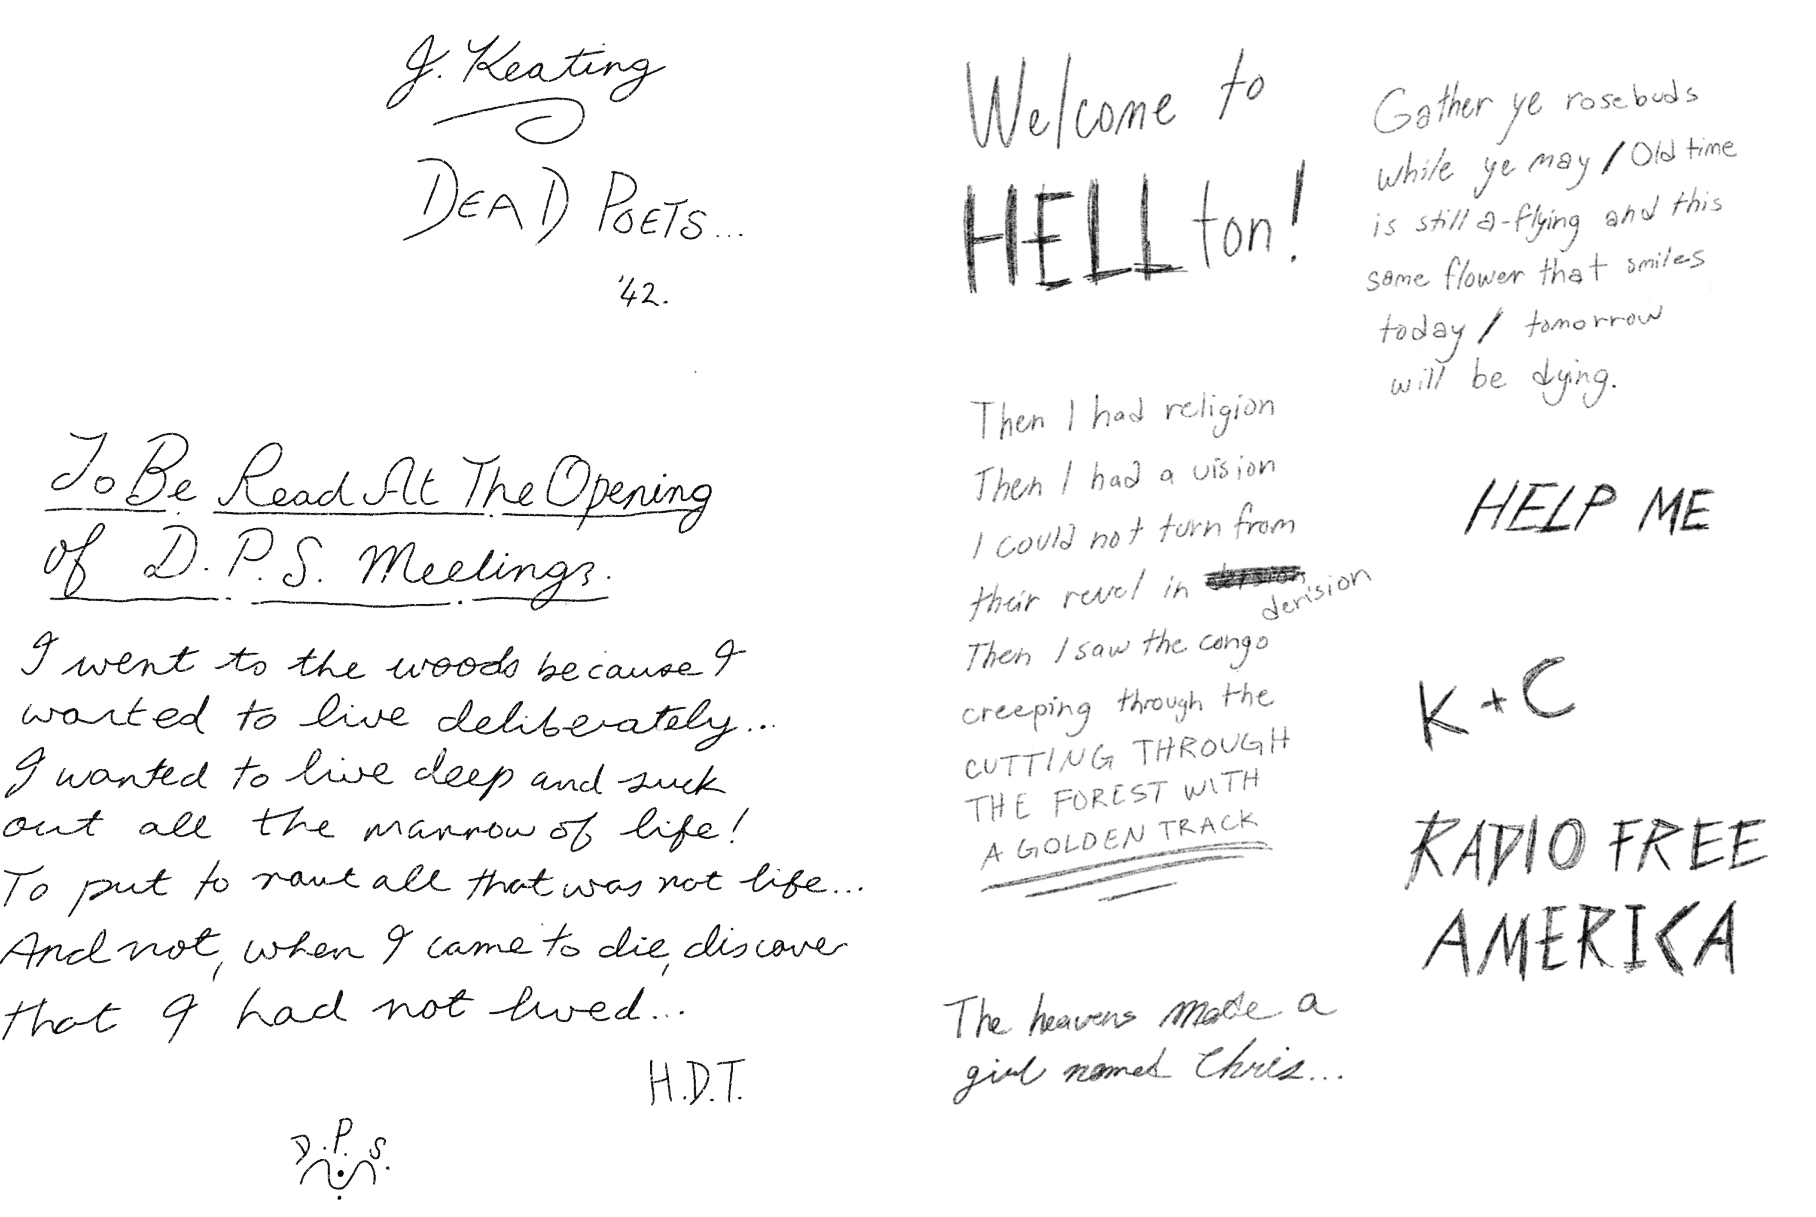 J. Keating
DEAD POETS...
'42.
To Be Read At The Opening
of D.P.S. Meetings.
I went to the woods because I
wanted to live deliberately...
I wanted to live deep and suck
out all the marrow of life!
To put to rout all that was not life...
And not, when I came to die, discover
that I had not lived...
H.D.T.
D.P.S.
Welcome to
HELLton!
Then I had religion
Then I had a vision
I could not turn from
their revel in derision
Then I saw the congo
creeping through the
CUTTING THROUGH
THE FOREST WITH
A GOLDEN TRACK
The heavens made a
girl named Chris...
Gather ye rosebuds
while ye may / Old time
is still a-flying and this
same flower that smiles
today / tomorrow
will be dying.
HELP ME
K + C
RADIO FREE
AMERICA